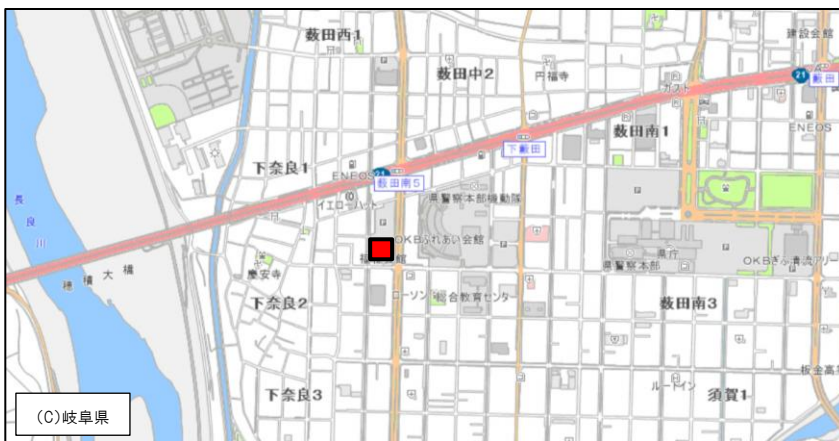 薮田西1
建設会館
薮田中2
円福寺
21
薮田
ガスト
薮田南1
ENEOS
下薮田
下奈良1
ENEOS
21
薮田南5
長良川
イエローハット
県警察本部機動隊
OKBふれあい会館
県庁
県警察本部
OKBぎふ清流アリ
穂積大橋
慶安寺
下奈良2
ローソン
総合教育センター
薮田南3
板金高
ルートイン
下奈良3
須賀1
(C)岐阜県